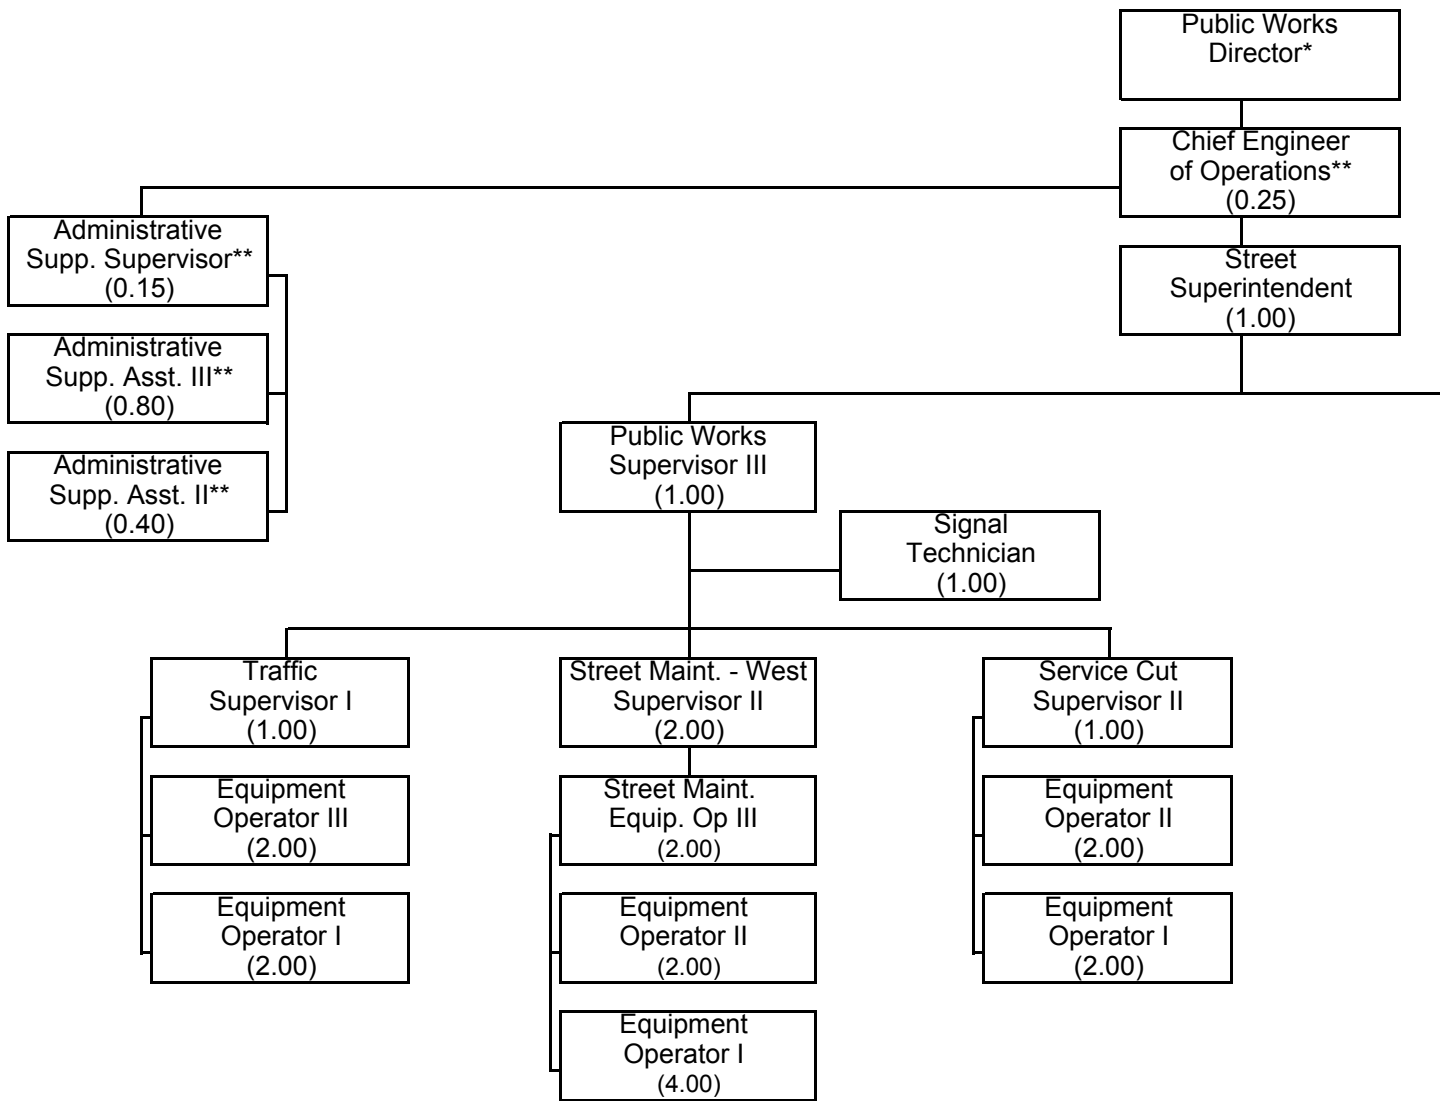 Public Works
Director*
Chief Engineer
of Operations**
(0.25)
Administrative
Supp. Supervisor**
(0.15)
Street
Superintendent
(1.00)
Administrative
Supp. Asst. III**
(0.80)
Administrative
Supp. Asst. II**
(0.40)
Public Works
Supervisor III
(1.00)
Signal
Technician
(1.00)
Traffic
Supervisor I
(1.00)
Street Maint. - West
Supervisor II
(2.00)
Service Cut
Supervisor II
(1.00)
Equipment
Operator III
(2.00)
Street Maint.
Equip. Op III
(2.00)
Equipment
Operator II
(2.00)
Equipment
Operator I
(2.00)
Equipment
Operator II
(2.00)
Equipment
Operator I
(2.00)
Equipment
Operator I
(4.00)